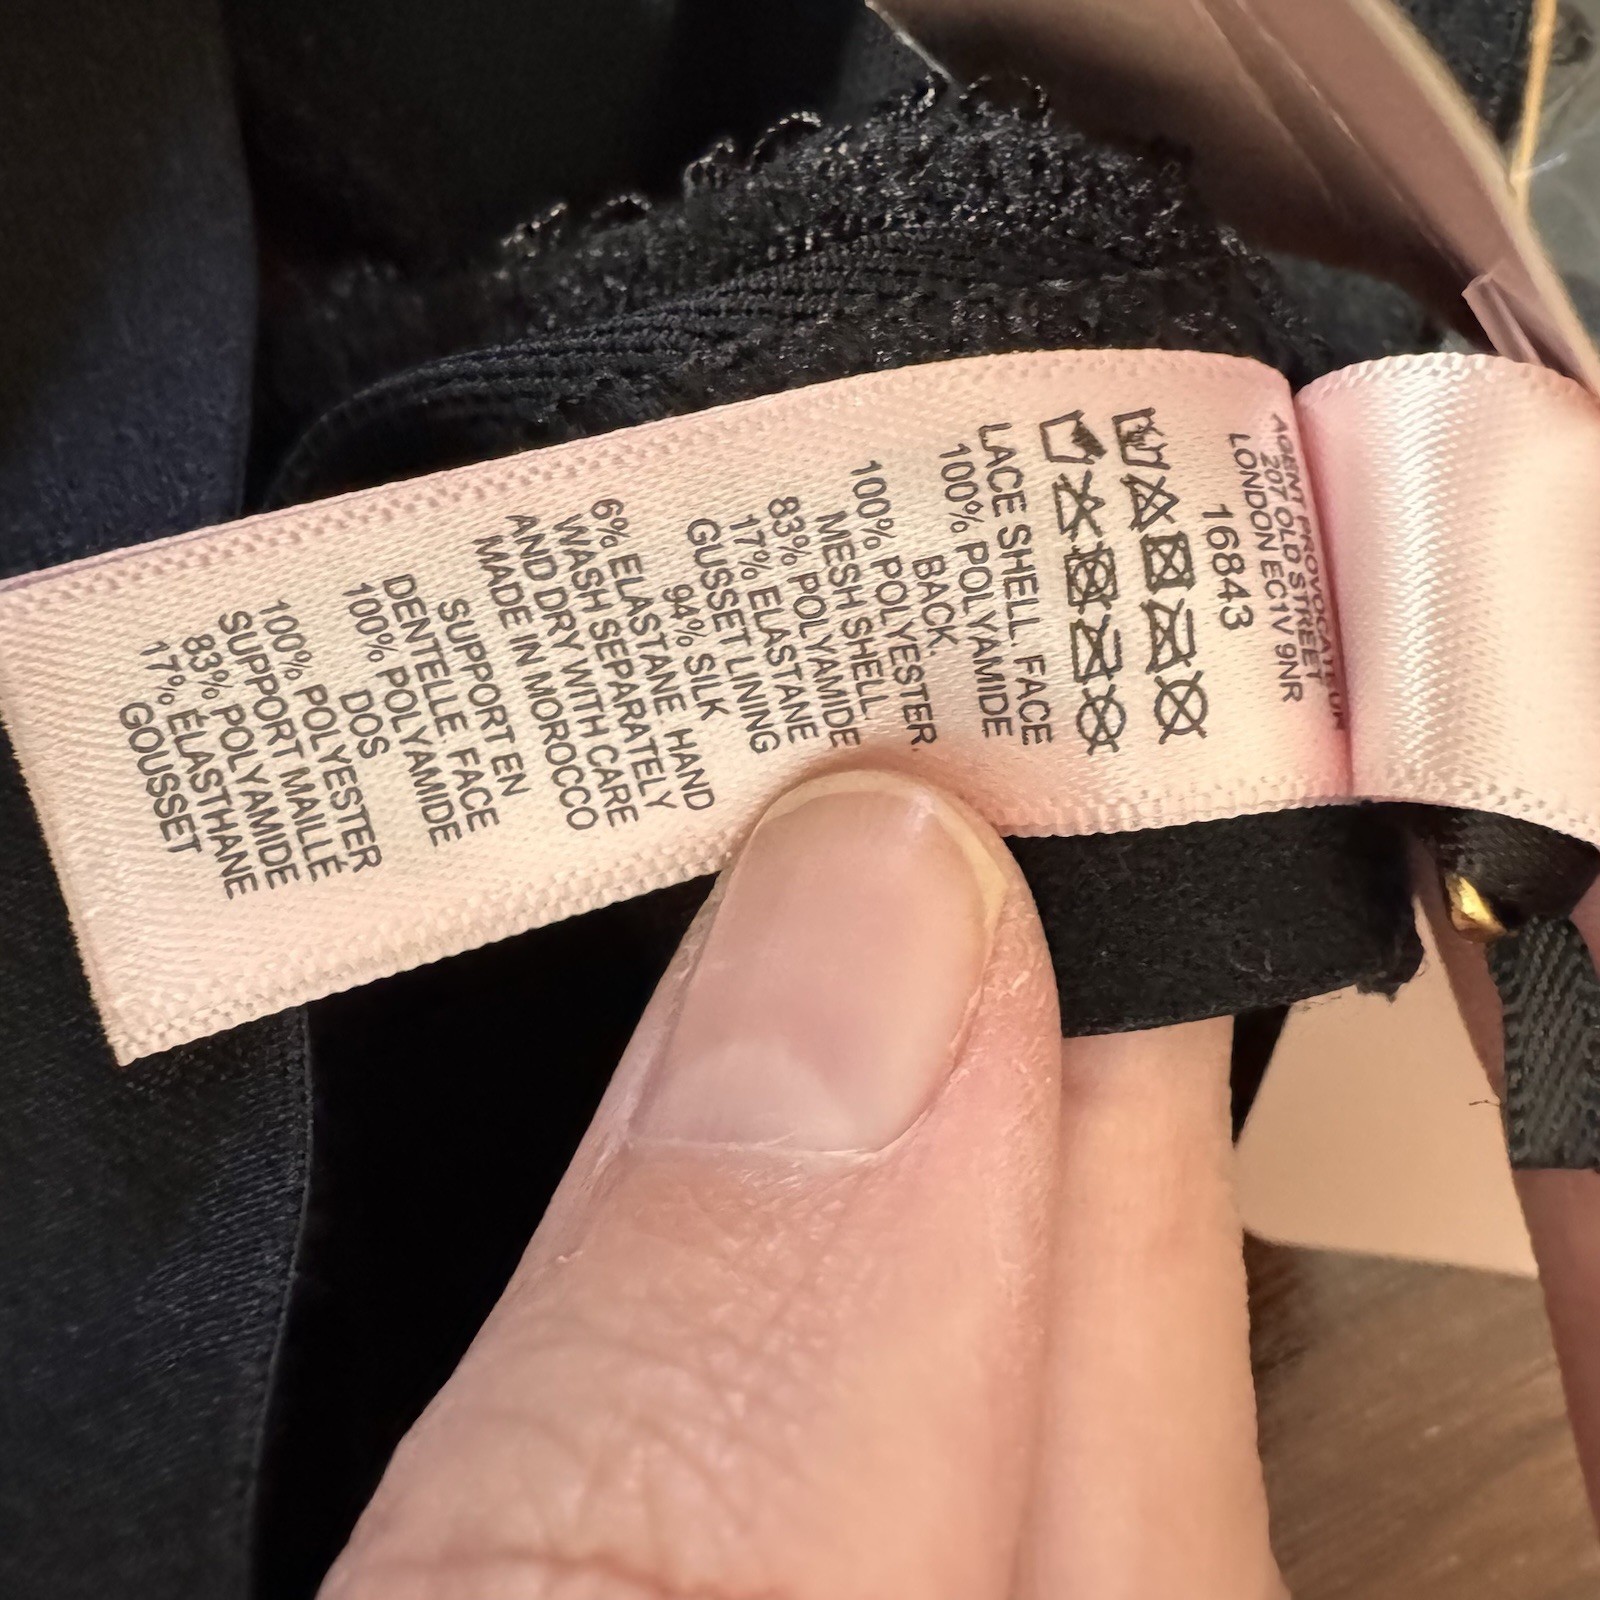 AGENT PROVOCATEUR UK
207 OLD STREET
LONDON EC1V 9NR
16843
LACE SHELL. FACE
100% POLYAMIDE
BACK.
100% POLYESTER.
MESH SHELL.
83% POLYAMIDE
17% ELASTANE
GUSSET LINING
94% SILK
6% ELASTANE. HAND
WASH SEPARATELY
AND DRY WITH CARE
MADE IN MOROCCO
SUPPORT EN
DENTELLE. FACE
100% POLYAMIDE
DOS
100% POLYESTER
SUPPORT MAILLÉ
83% POLYAMIDE
17% ÉLASTHANE
GOUSSET